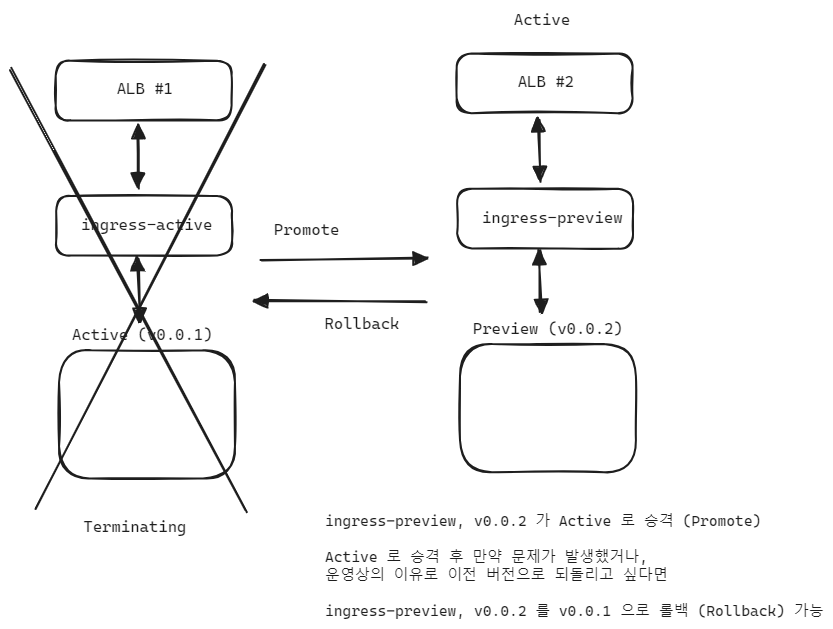 Active
ALB #1
ALB #2
ingress-active
ingress-preview
Promote
Rollback
Active (v0.0.1)
Preview (v0.0.2)
Terminating
ingress-preview, v0.0.2 가 Active 로 승격 (Promote)
Active 로 승격 후 만약 문제가 발생했거나,
운영상의 이유로 이전 버전으로 되돌리고 싶다면
ingress-preview, v0.0.2 를 v0.0.1 으로 롤백 (Rollback) 가능